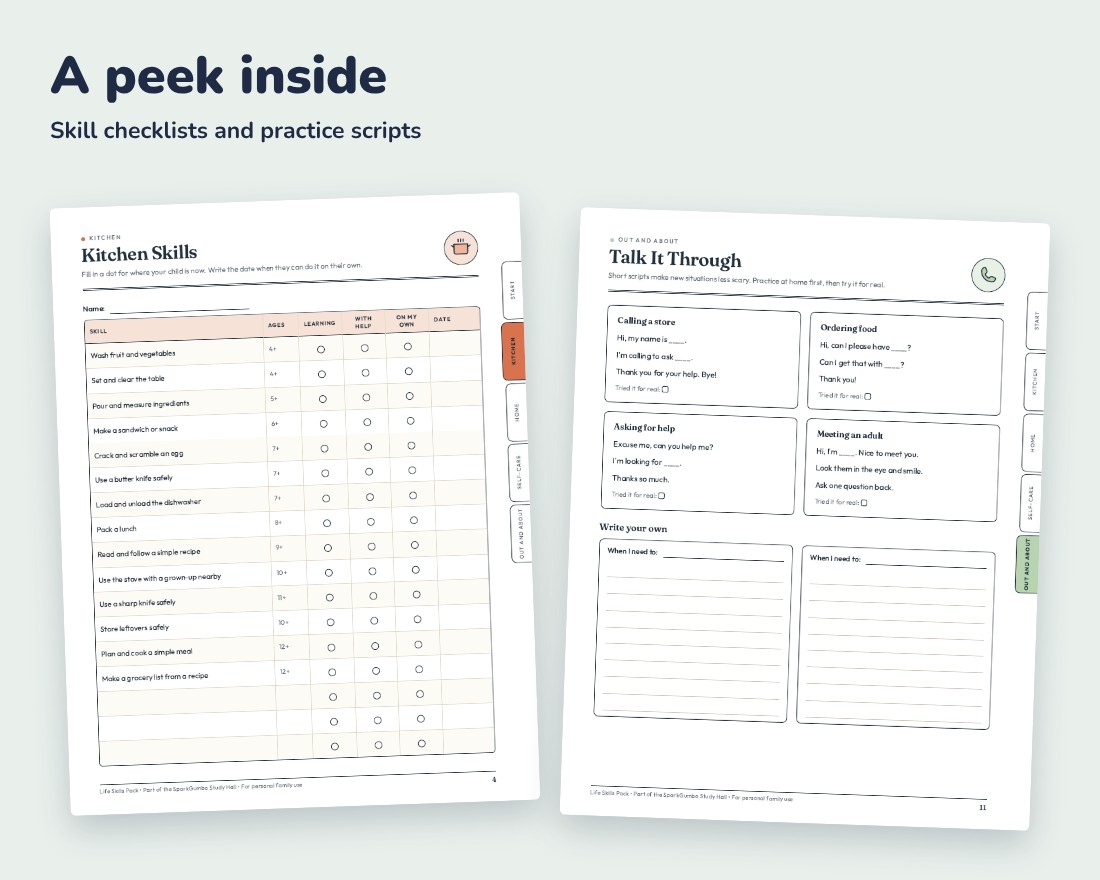 A peek inside
Skill checklists and practice scripts
KITCHEN
Kitchen Skills
Fill in a dot for where your child is now. Write the date when they can do it on their own.
Name:
SKILL AGES LEARNING WITH HELP ON MY OWN DATE
Wash fruit and vegetables 4+
Set and clear the table 4+
Pour and measure ingredients 5+
Make a sandwich or snack 6+
Crack and scramble an egg 7+
Use a butter knife safely 7+
Load and unload the dishwasher 7+
Pack a lunch 8+
Read and follow a simple recipe 9+
Use the stove with a grown-up nearby 10+
Use a sharp knife safely 11+
Store leftovers safely 10+
Plan and cook a simple meal 12+
Make a grocery list from a recipe 12+
Life Skills Pack • Part of the SparkGumbo Study Hall • For personal family use
4
START
KITCHEN
HOME
SELF-CARE
OUT AND ABOUT
OUT AND ABOUT
Talk It Through
Short scripts make new situations less scary. Practice at home first, then try it for real.
Calling a store
Hi, my name is ____.
I'm calling to ask ____.
Thank you for your help. Bye!
Tried it for real:
Ordering food
Hi, can I please have ____?
Can I get that with ____?
Thank you!
Tried it for real:
Asking for help
Excuse me, can you help me?
I'm looking for ____.
Thanks so much.
Tried it for real:
Meeting an adult
Hi, I'm ____. Nice to meet you.
Look them in the eye and smile.
Ask one question back.
Tried it for real:
Write your own
When I need to:
When I need to:
Life Skills Pack • Part of the SparkGumbo Study Hall • For personal family use
11
START
KITCHEN
HOME
SELF-CARE
OUT AND ABOUT